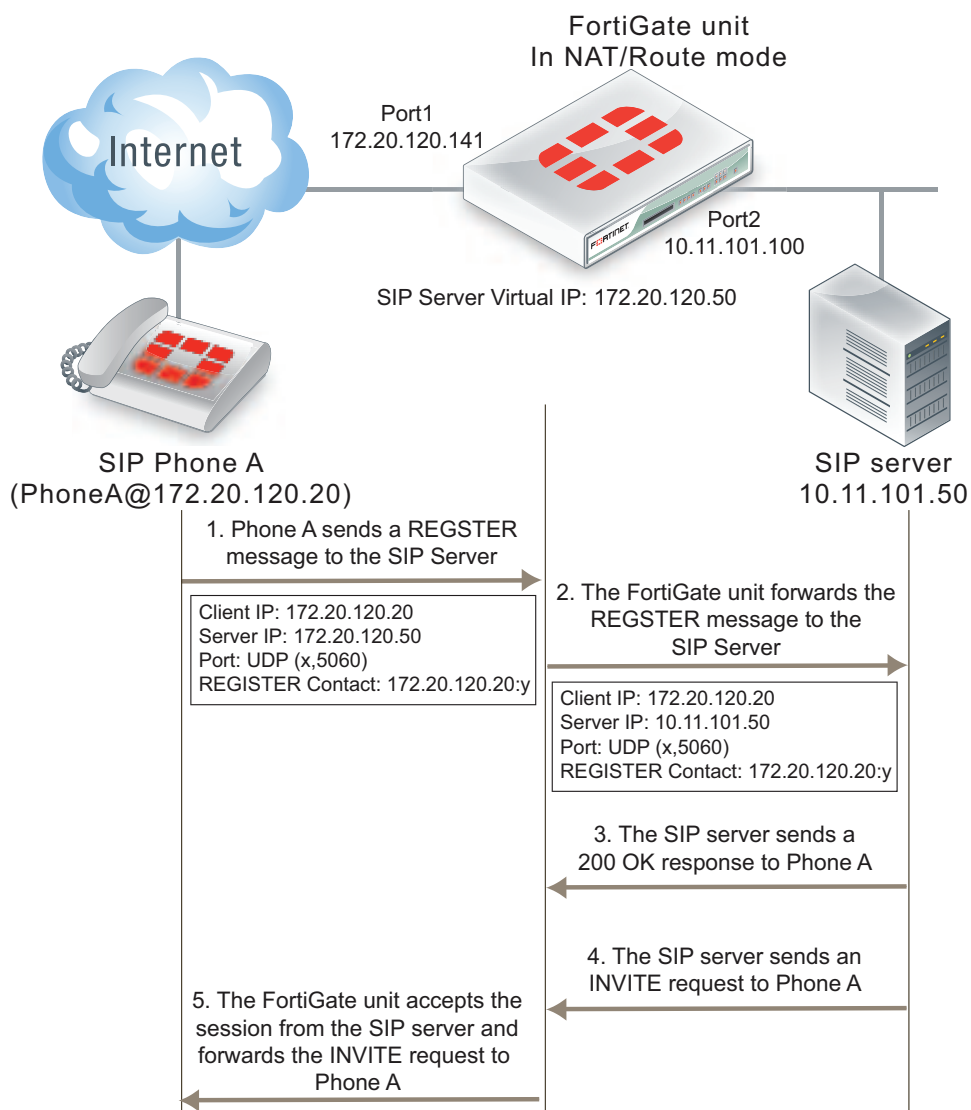 FortiGate unit
In NAT/Route mode
Port1
172.20.120.141
Internet
FORTINET
Port2
10.11.101.100
SIP Server Virtual IP: 172.20.120.50
SIP Phone A
(PhoneA@172.20.120.20)
SIP server
10.11.101.50
1. Phone A sends a REGSTER
message to the SIP Server
Client IP: 172.20.120.20
Server IP: 172.20.120.50
Port: UDP (x,5060)
REGISTER Contact: 172.20.120.20:y
2. The FortiGate unit forwards the
REGSTER message to the
SIP Server
Client IP: 172.20.120.20
Server IP: 10.11.101.50
Port: UDP (x,5060)
REGISTER Contact: 172.20.120.20:y
3. The SIP server sends a
200 OK response to Phone A
4. The SIP server sends an
INVITE request to Phone A
5. The FortiGate unit accepts the
session from the SIP server and
forwards the INVITE request to
Phone A